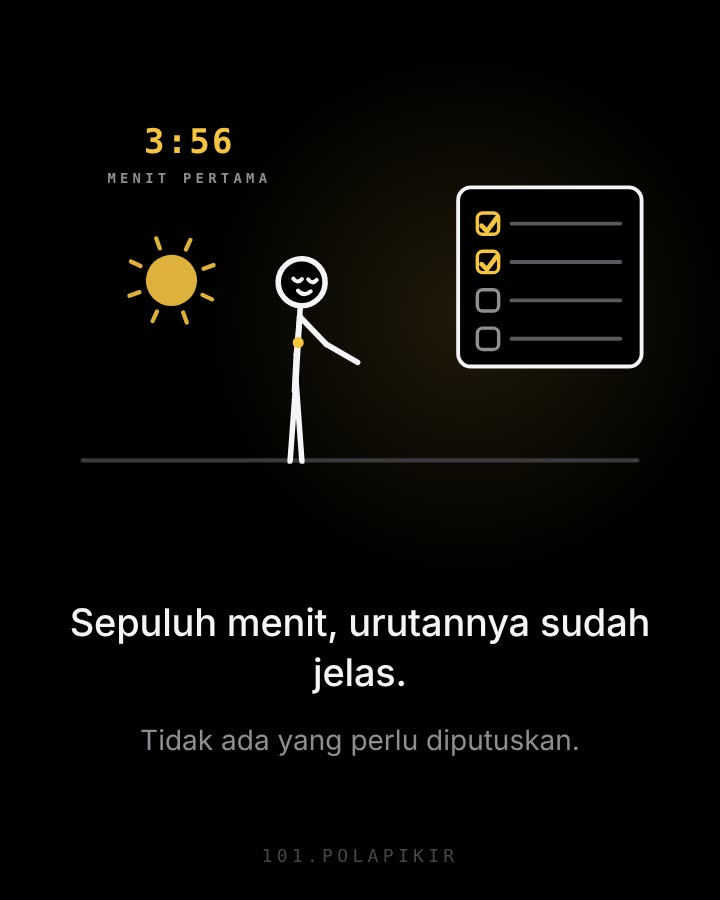 3:56
MENIT PERTAMA
Sepuluh menit, urutannya sudah
jelas.
Tidak ada yang perlu diputuskan.
101.POLAPIKIR